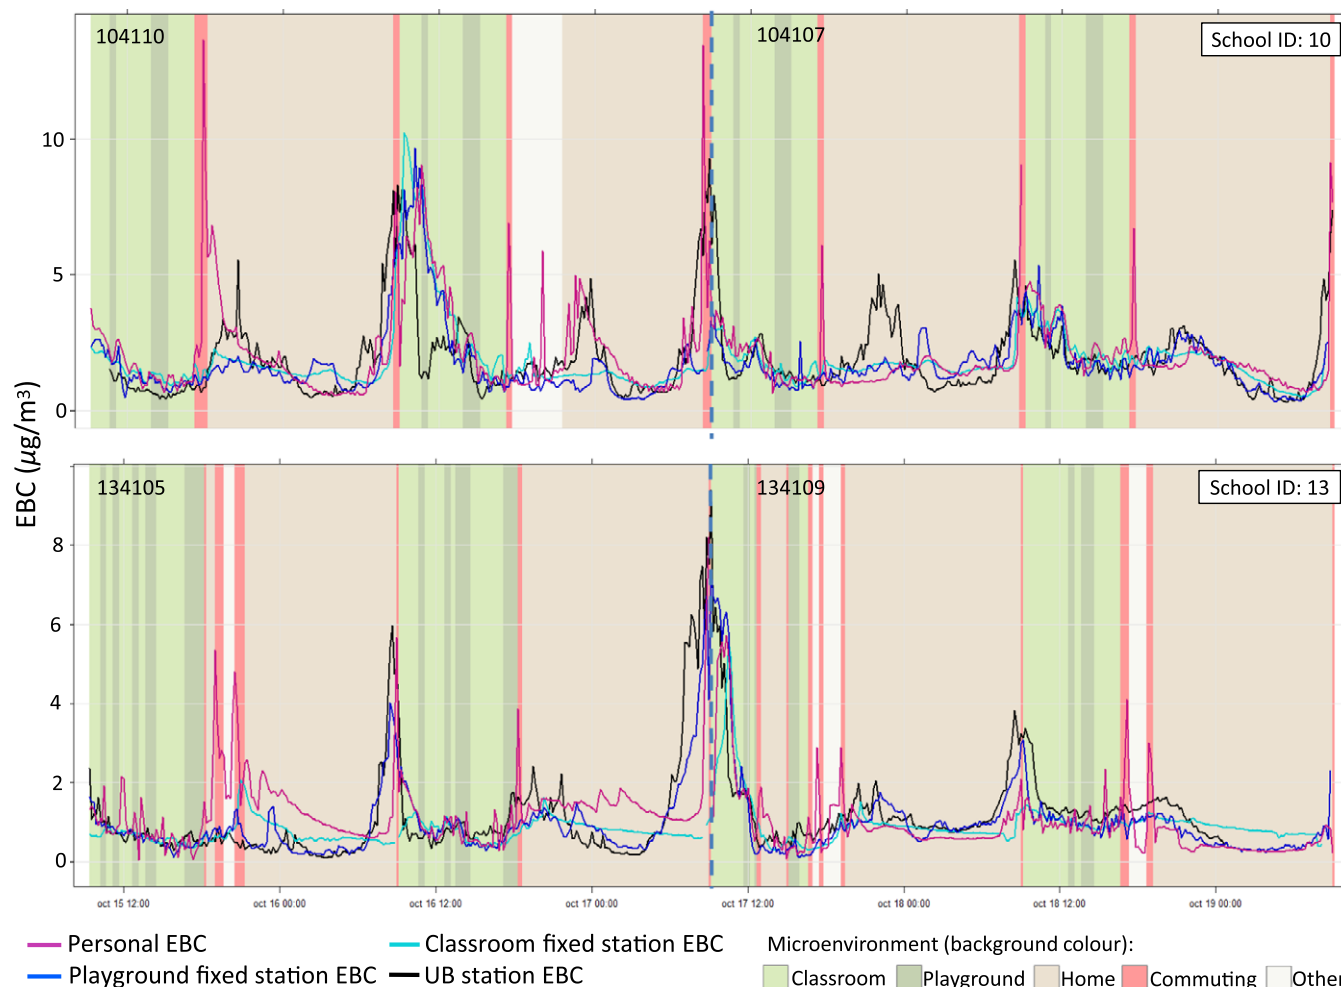 104110
104107
School ID: 10
10
5
0
EBC (µg/m³)
134105
134109
School ID: 13
8
6
4
2
0
oct 15 12:00
oct 16 00:00
oct 16 12:00
oct 17 00:00
oct 17 12:00
oct 18 00:00
oct 18 12:00
oct 19 00:00
Personal EBC
Classroom fixed station EBC
Microenvironment (background colour):
Playground fixed station EBC
UB station EBC
Classroom
Playground
Home
Commuting
Other